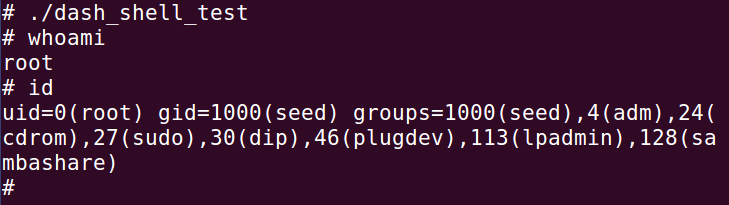 # ./dash_shell_test
# whoami
root
# id
uid=0(root) gid=1000(seed) groups=1000(seed),4(adm),24(
cdrom),27(sudo),30(dip),46(plugdev),113(lpadmin),128(sa
mbashare)
#